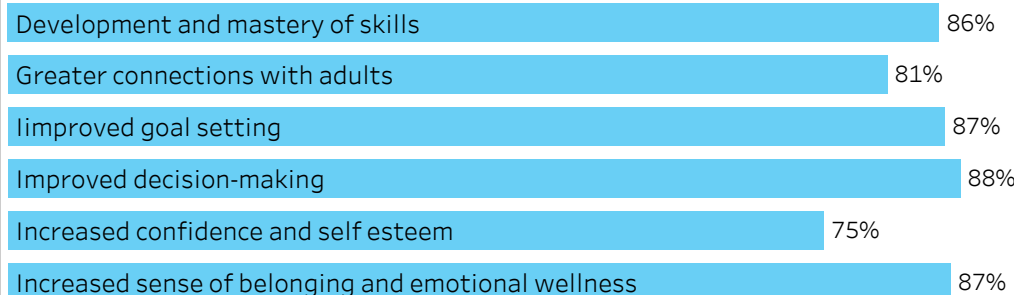 Development and mastery of skills 86%
Greater connections with adults 81%
Iimproved goal setting 87%
Improved decision-making 88%
Increased confidence and self esteem 75%
Increased sense of belonging and emotional wellness 87%